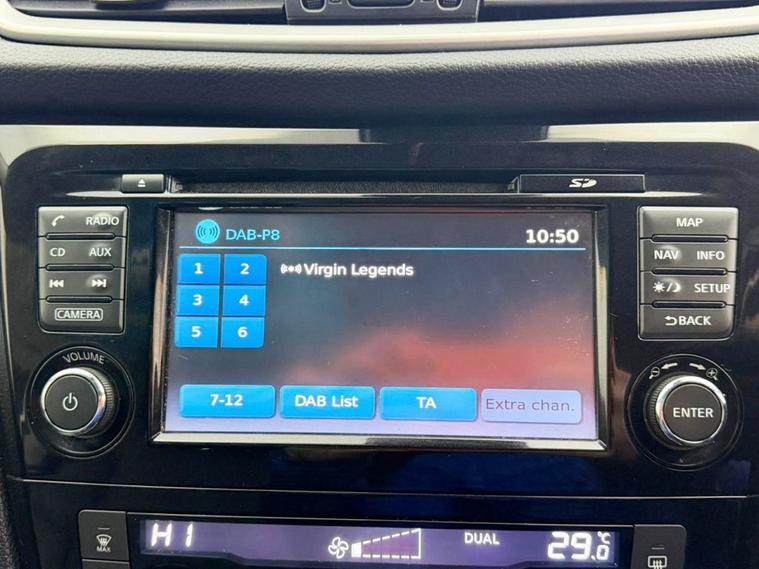 SD
RADIO
CD AUX
CAMERA
VOLUME
DAB-P8 10:50
1 2 Virgin Legends
3 4
5 6
7-12 DAB List TA Extra chan.
MAP
NAV INFO
SETUP
BACK
ENTER
MAX
HI DUAL 29.0 °C